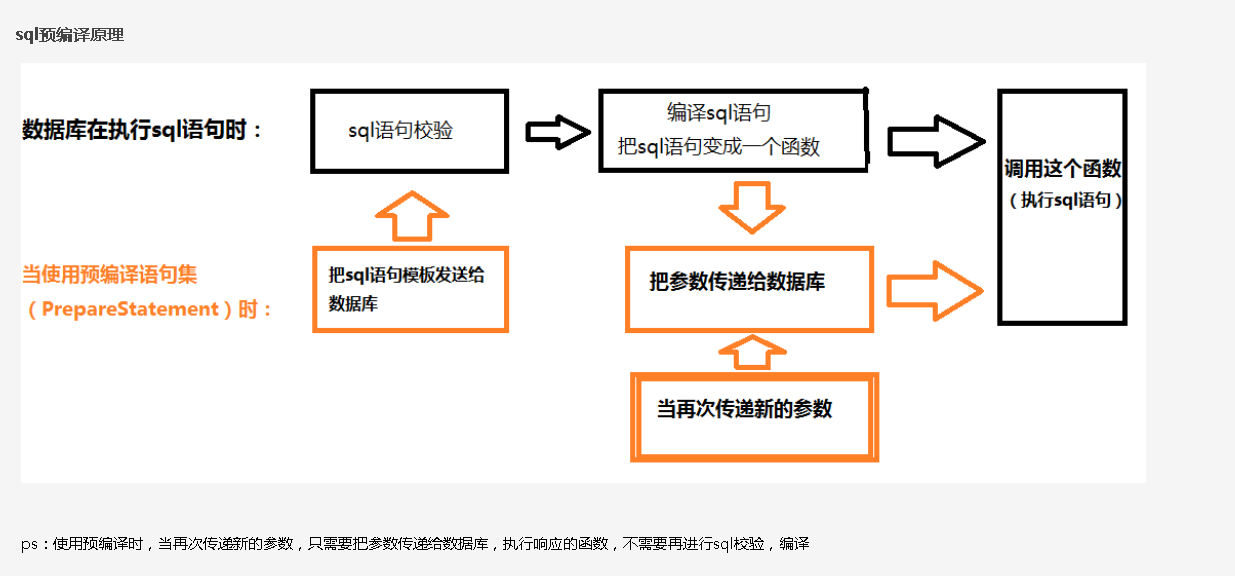 sql预编译原理
数据库在执行sql语句时：
sql语句校验
编译sql语句
把sql语句变成一个函数
调用这个函数
（执行sql语句）
当使用预编译语句集
（PrepareStatement）时：
把sql语句模板发送给
数据库
把参数传递给数据库
当再次传递新的参数
ps：使用预编译时，当再次传递新的参数，只需要把参数传递给数据库，执行响应的函数，不需要再进行sql校验，编译